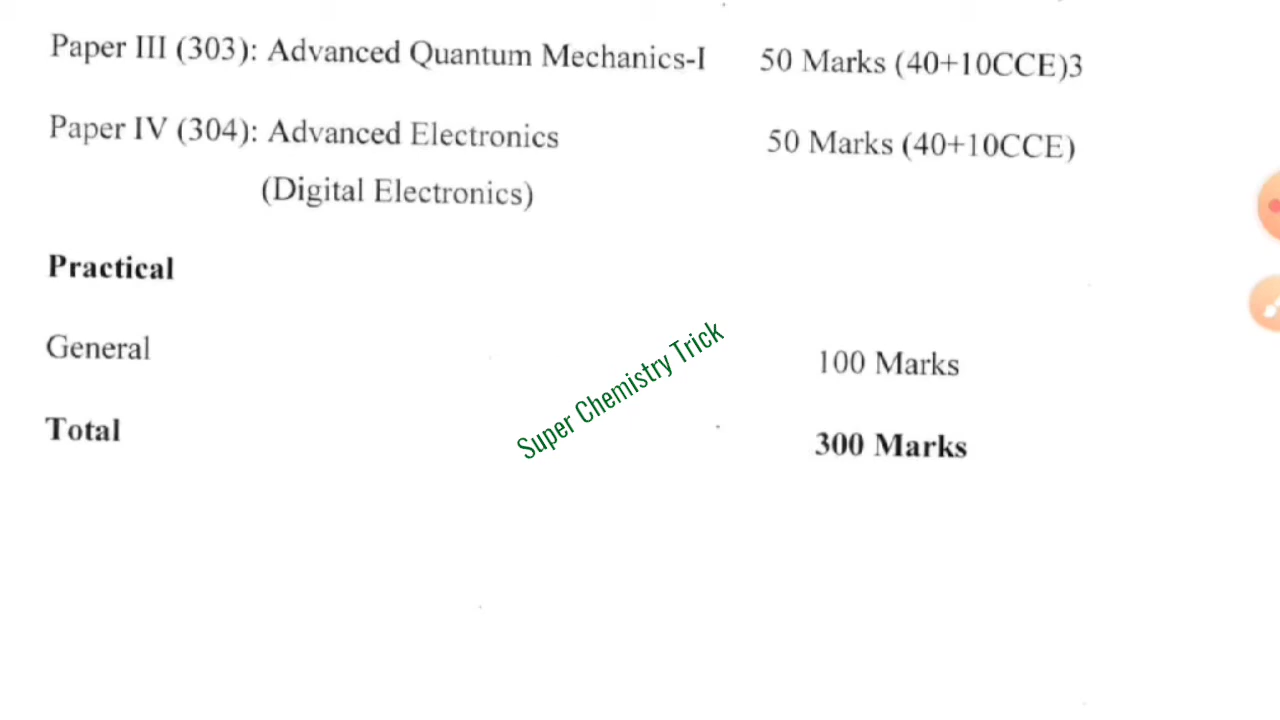 Paper III (303): Advanced Quantum Mechanics-I 50 Marks (40+10CCE)3
Paper IV (304): Advanced Electronics 50 Marks (40+10CCE)
(Digital Electronics)
Practical
General 100 Marks
Super Chemistry Trick
Total 300 Marks